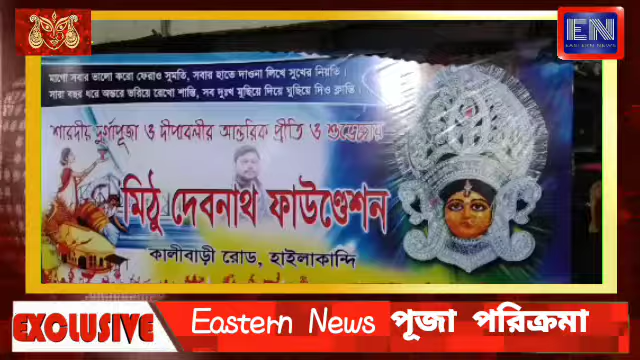 EN
EASTERN NEWS
মাগো সবার ভালো করো ফেরাও সুমতি, সবার হাতে দাওনা লিখে সুখের নিয়তি।
সারা বছর ধরে অন্তরে ভরিয়ে রেখো শান্তি, সব দুঃখ মুছিয়ে দিয়ে ঘুছিয়ে দিও ক্লান্তি।
শারদীয় দুর্গাপূজা ও দীপাবলীর আন্তরিক প্রীতি ও শুভেচ্ছায়
মিঠু দেবনাথ ফাউণ্ডেশন
কালীবাড়ী রোড, হাইলাকান্দি
EXCLUSIVE
Eastern News পূজা পরিক্রমা